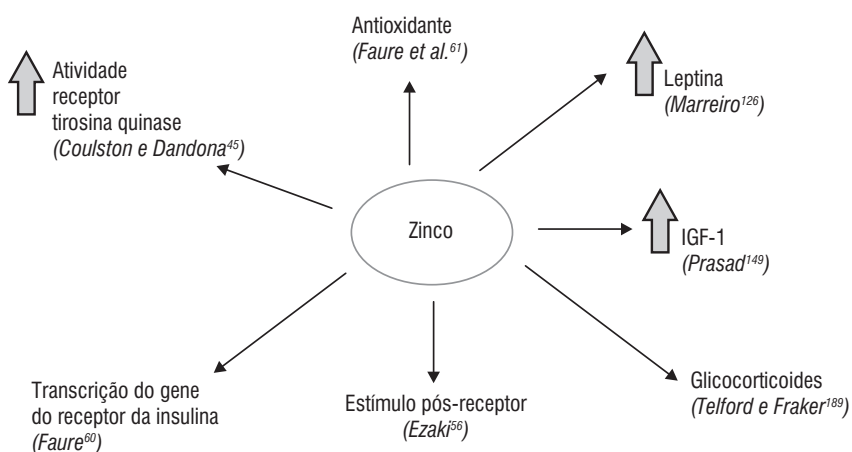 Antioxidante
(Faure et al.61)
Atividade
receptor
tirosina quinase
(Coulston e Dandona45)
Leptina
(Marreiro126)
Zinco
IGF-1
(Prasad149)
Transcrição do gene
do receptor da insulina
(Faure60)
Estímulo pós-receptor
(Ezaki56)
Glicocorticoides
(Telford e Fraker189)